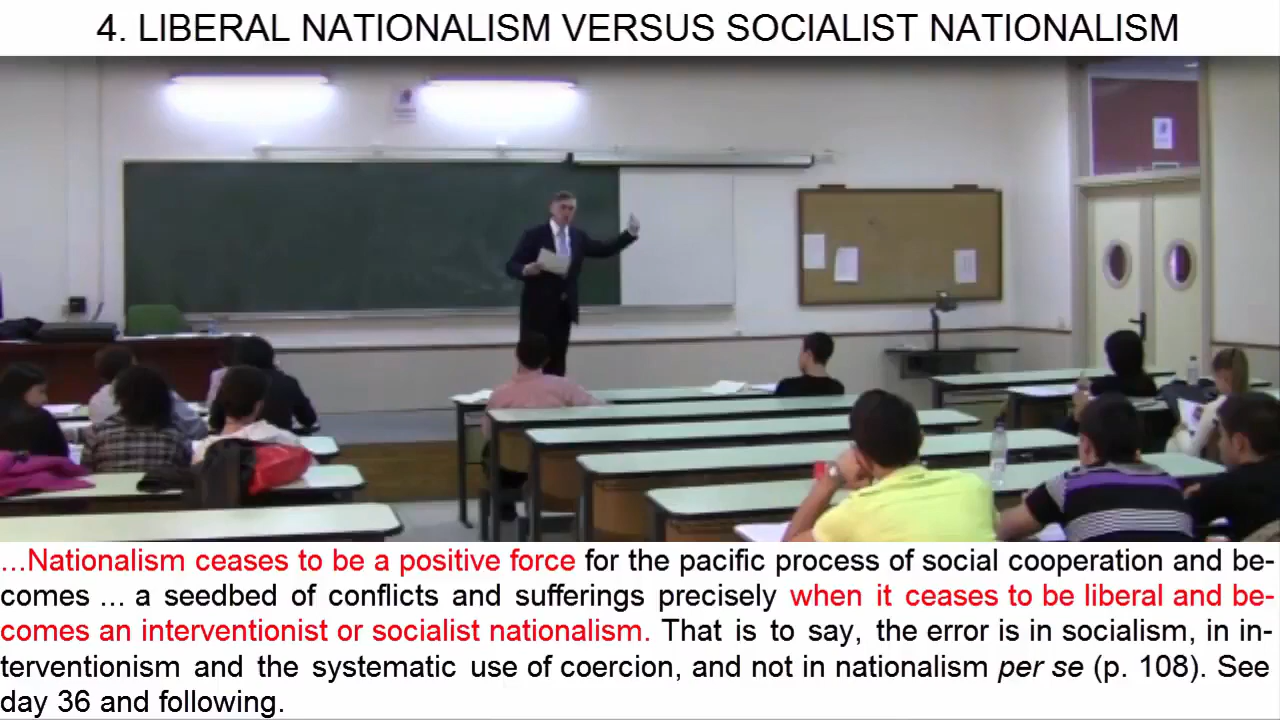 4. LIBERAL NATIONALISM VERSUS SOCIALIST NATIONALISM
...Nationalism ceases to be a positive force for the pacific process of social cooperation and be-
comes ... a seedbed of conflicts and sufferings precisely when it ceases to be liberal and be-
comes an interventionist or socialist nationalism. That is to say, the error is in socialism, in in-
terventionism and the systematic use of coercion, and not in nationalism per se (p. 108). See
day 36 and following.